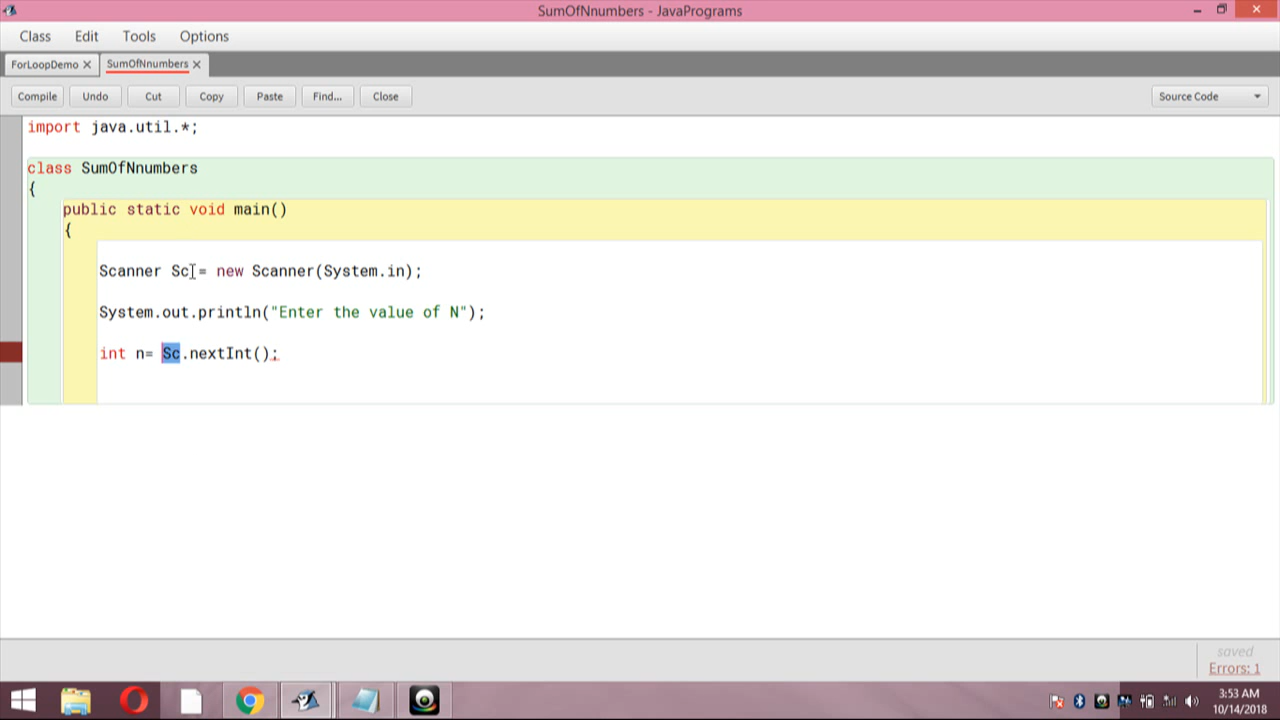 SumOfNnumbers - JavaPrograms
Class Edit Tools Options
ForLoopDemo SumOfNnumbers
Compile Undo Cut Copy Paste Find... Close Source Code
import java.util.*;
class SumOfNnumbers
{
public static void main()
{
Scanner Sc = new Scanner(System.in);
System.out.println("Enter the value of N");
int n= Sc.nextInt();
saved
Errors: 1
3:53 AM
10/14/2018